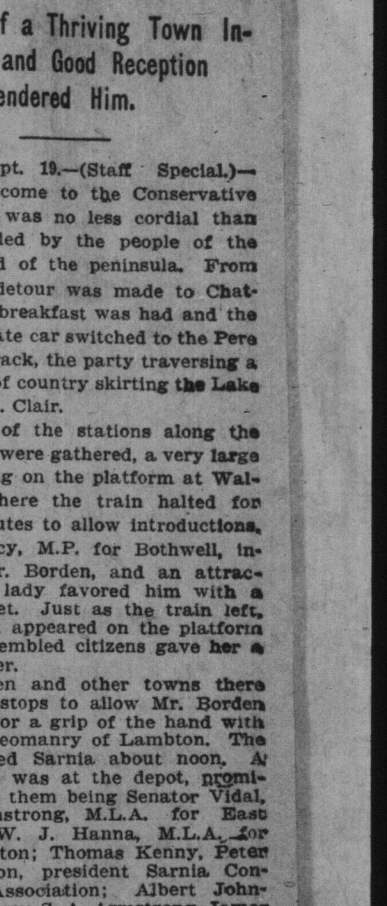 f a Thriving Town In-
and Good Reception
endered Him.
pt. 19.—(Staff Special.)—
come to the Conservative
was no less cordial than
led by the people of the
d of the peninsula. From
detour was made to Chat-
breakfast was had and the
ate car switched to the Pere
rack, the party traversing a
of country skirting the Lake
. Clair.
of the stations along the
were gathered, a very large
g on the platform at Wal-
here the train halted for
utes to allow introductions,
cy, M.P. for Bothwell, in-
r. Borden, and an attrac-
lady favored him with a
et. Just as the train left,
appeared on the platform
embled citizens gave her a
er.
en and other towns there
stops to allow Mr. Borden
or a grip of the hand with
eomanry of Lambton. The
ed Sarnia about noon. A
was at the depot, promi-
them being Senator Vidal,
mstrong, M.L.A. for East
W. J. Hanna, M.L.A. for
ton; Thomas Kenny, Peter
on, president Sarnia Con-
Association; Albert John-